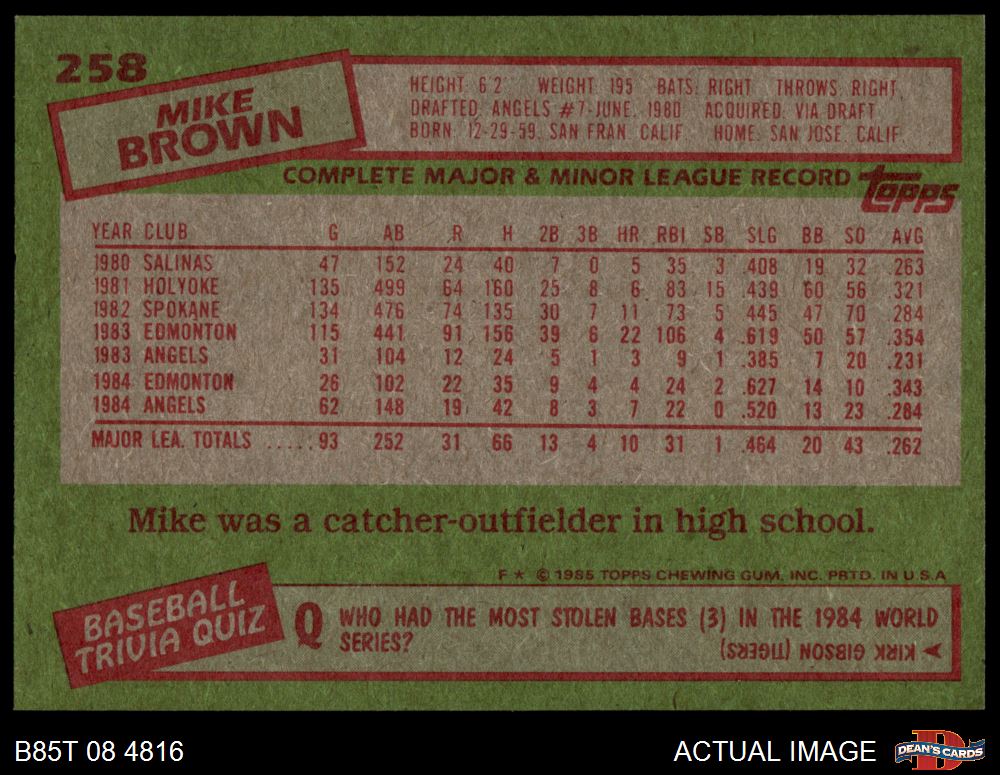 258
MIKE
BROWN
HEIGHT: 6'2" WEIGHT: 195 BATS: RIGHT THROWS: RIGHT
DRAFTED: ANGELS #7-JUNE, 1980 ACQUIRED: VIA DRAFT
BORN: 12-29-59, SAN FRAN, CALIF. HOME: SAN JOSE, CALIF.
COMPLETE MAJOR & MINOR LEAGUE RECORD topps
YEAR CLUB G AB R H 2B 3B HR RBI SB SLG BB SO AVG
1980 SALINAS 47 152 24 40 7 0 5 35 3 .408 19 32 .263
1981 HOLYOKE 135 499 64 160 25 8 6 83 15 .439 60 56 .321
1982 SPOKANE 134 476 74 135 30 7 11 73 5 .445 47 70 .284
1983 EDMONTON 115 441 91 156 39 6 22 106 4 .619 50 57 .354
1983 ANGELS 31 104 12 24 5 1 3 9 1 .385 7 20 .231
1984 EDMONTON 26 102 22 35 9 4 4 24 2 .627 14 10 .343
1984 ANGELS 62 148 19 42 8 3 7 22 0 .520 13 23 .284
MAJOR LEA. TOTALS ..... 93 252 31 66 13 4 10 31 1 .464 20 43 .262
Mike was a catcher-outfielder in high school.
F ★ © 1985 TOPPS CHEWING GUM, INC. PRTD. IN U.S.A
BASEBALL
TRIVIA QUIZ
Q WHO HAD THE MOST STOLEN BASES (3) IN THE 1984 WORLD
SERIES?
KIRK GIBSON (TIGERS)
B85T 08 4816
ACTUAL IMAGE
DEAN'S CARDS